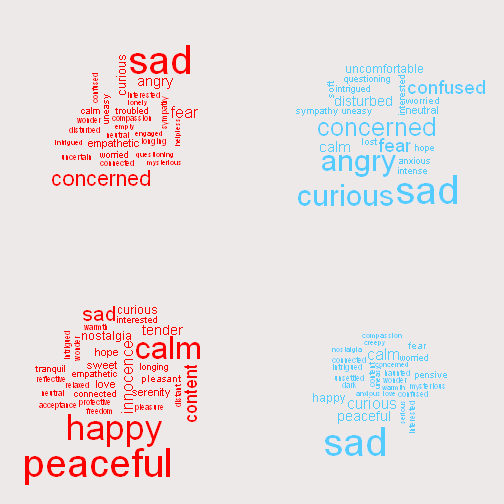 sad
curious
angry
confused
interested
lonely
uneasy
calm
troubled
sympathy
fear
wonder
compassion
empty
disturbed
neutral
engaged
helpless
intrigued
empathetic
longing
uncertain
worried
questioning
connected
mysterious
concerned
uncomfortable
questioning
soft
intrigued
interested
confused
disturbed
worried
sympathy
uneasy
neutral
concerned
calm
lost
fear
hope
angry
anxious
intense
curious
sad
sad
curious
interested
warmth
nostalgia
tender
intrigued
wonder
hope
innocence
calm
tranquil
sweet
longing
empathetic
reflective
pleasant
relaxed
love
content
distant
neutral
connected
serenity
acceptance
protective
pleasure
freedom
happy
peaceful
compassion
creepy
nostalgia
fear
calm
connected
worried
intrigued
concerned
content
uneasy
haunted
pensive
unsettled
wonder
dark
warmth
mysterious
anxious
love
confused
happy
curious
serious
interested
peaceful
sad